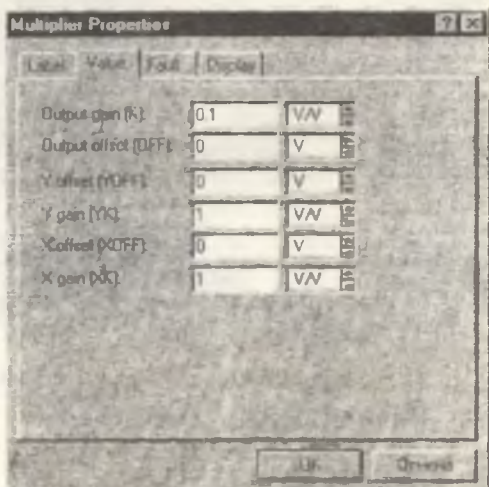 Multiplier Properties
Label Value Fault Display
Output gain (K): 0.1 V/V
Output offset (OFF): 0 V
Y offset (YOFF): 0 V
Y gain (YK): 1 V/V
X offset (XOFF): 0 V
X gain (XK): 1 V/V
OK